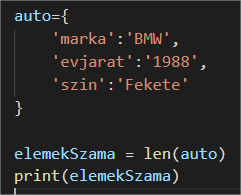 auto={
    'marka':'BMW',
    'evjarat':'1988',
    'szin':'Fekete'
}
elemekSzama = len(auto)
print(elemekSzama)